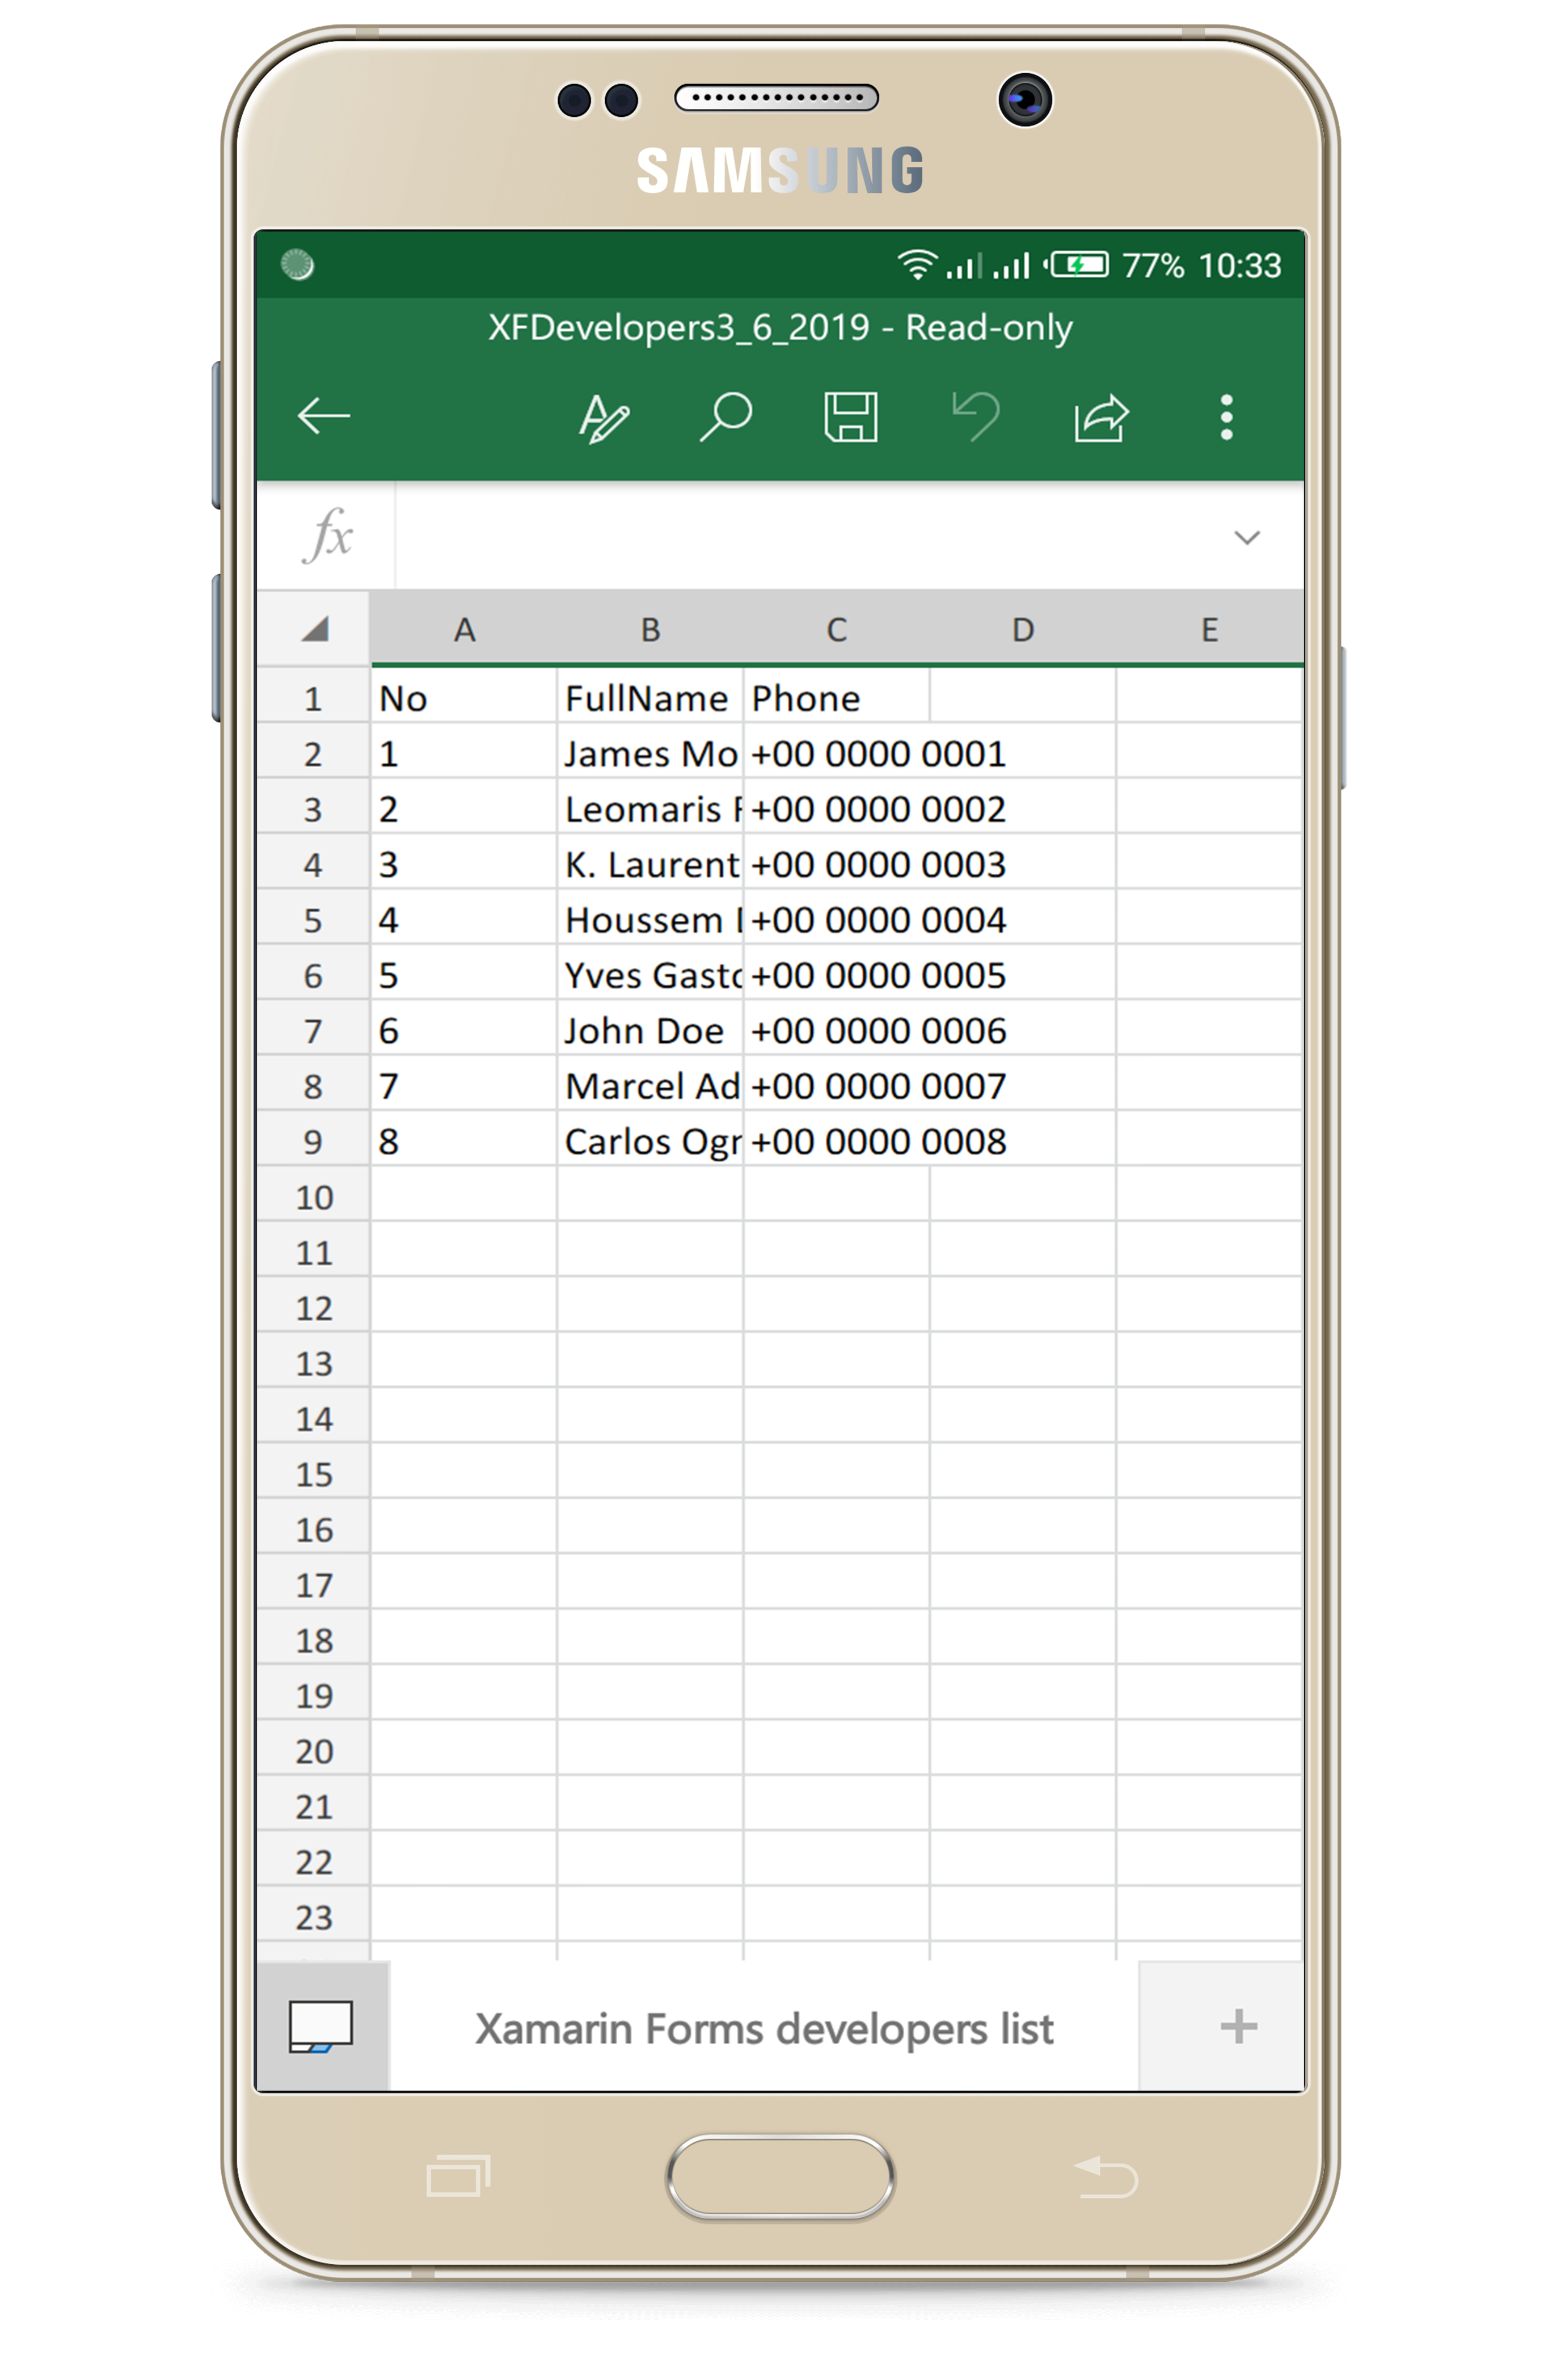 SAMSUNG
77% 10:33
XFDevelopers3_6_2019 - Read-only
fx
A B C D E
1 No FullName Phone
2 1 James Mo +00 0000 0001
3 2 Leomaris +00 0000 0002
4 3 K. Laurent +00 0000 0003
5 4 Houssem +00 0000 0004
6 5 Yves +00 0000 0005
7 6 John Doe +00 0000 0006
8 7 Marcel Ad +00 0000 0007
9 8 Carlos +00 0000 0008
10
11
12
13
14
15
16
17
18
19
20
21
22
23
Xamarin Forms developers list